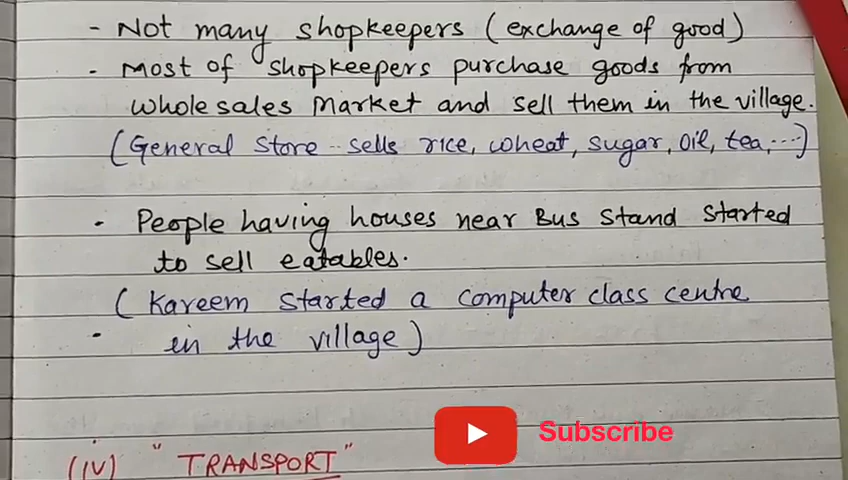 - Not many shopkeepers (exchange of good)
- Most of shopkeepers purchase goods from
whole sales market and sell them in the village.
(General store -- sells rice, wheat, sugar, oil, tea, ...)
· People having houses near Bus stand started
to sell eatables.
(Kareem started a computer class centre
· in the village)
Subscribe
(iv) "TRANSPORT"